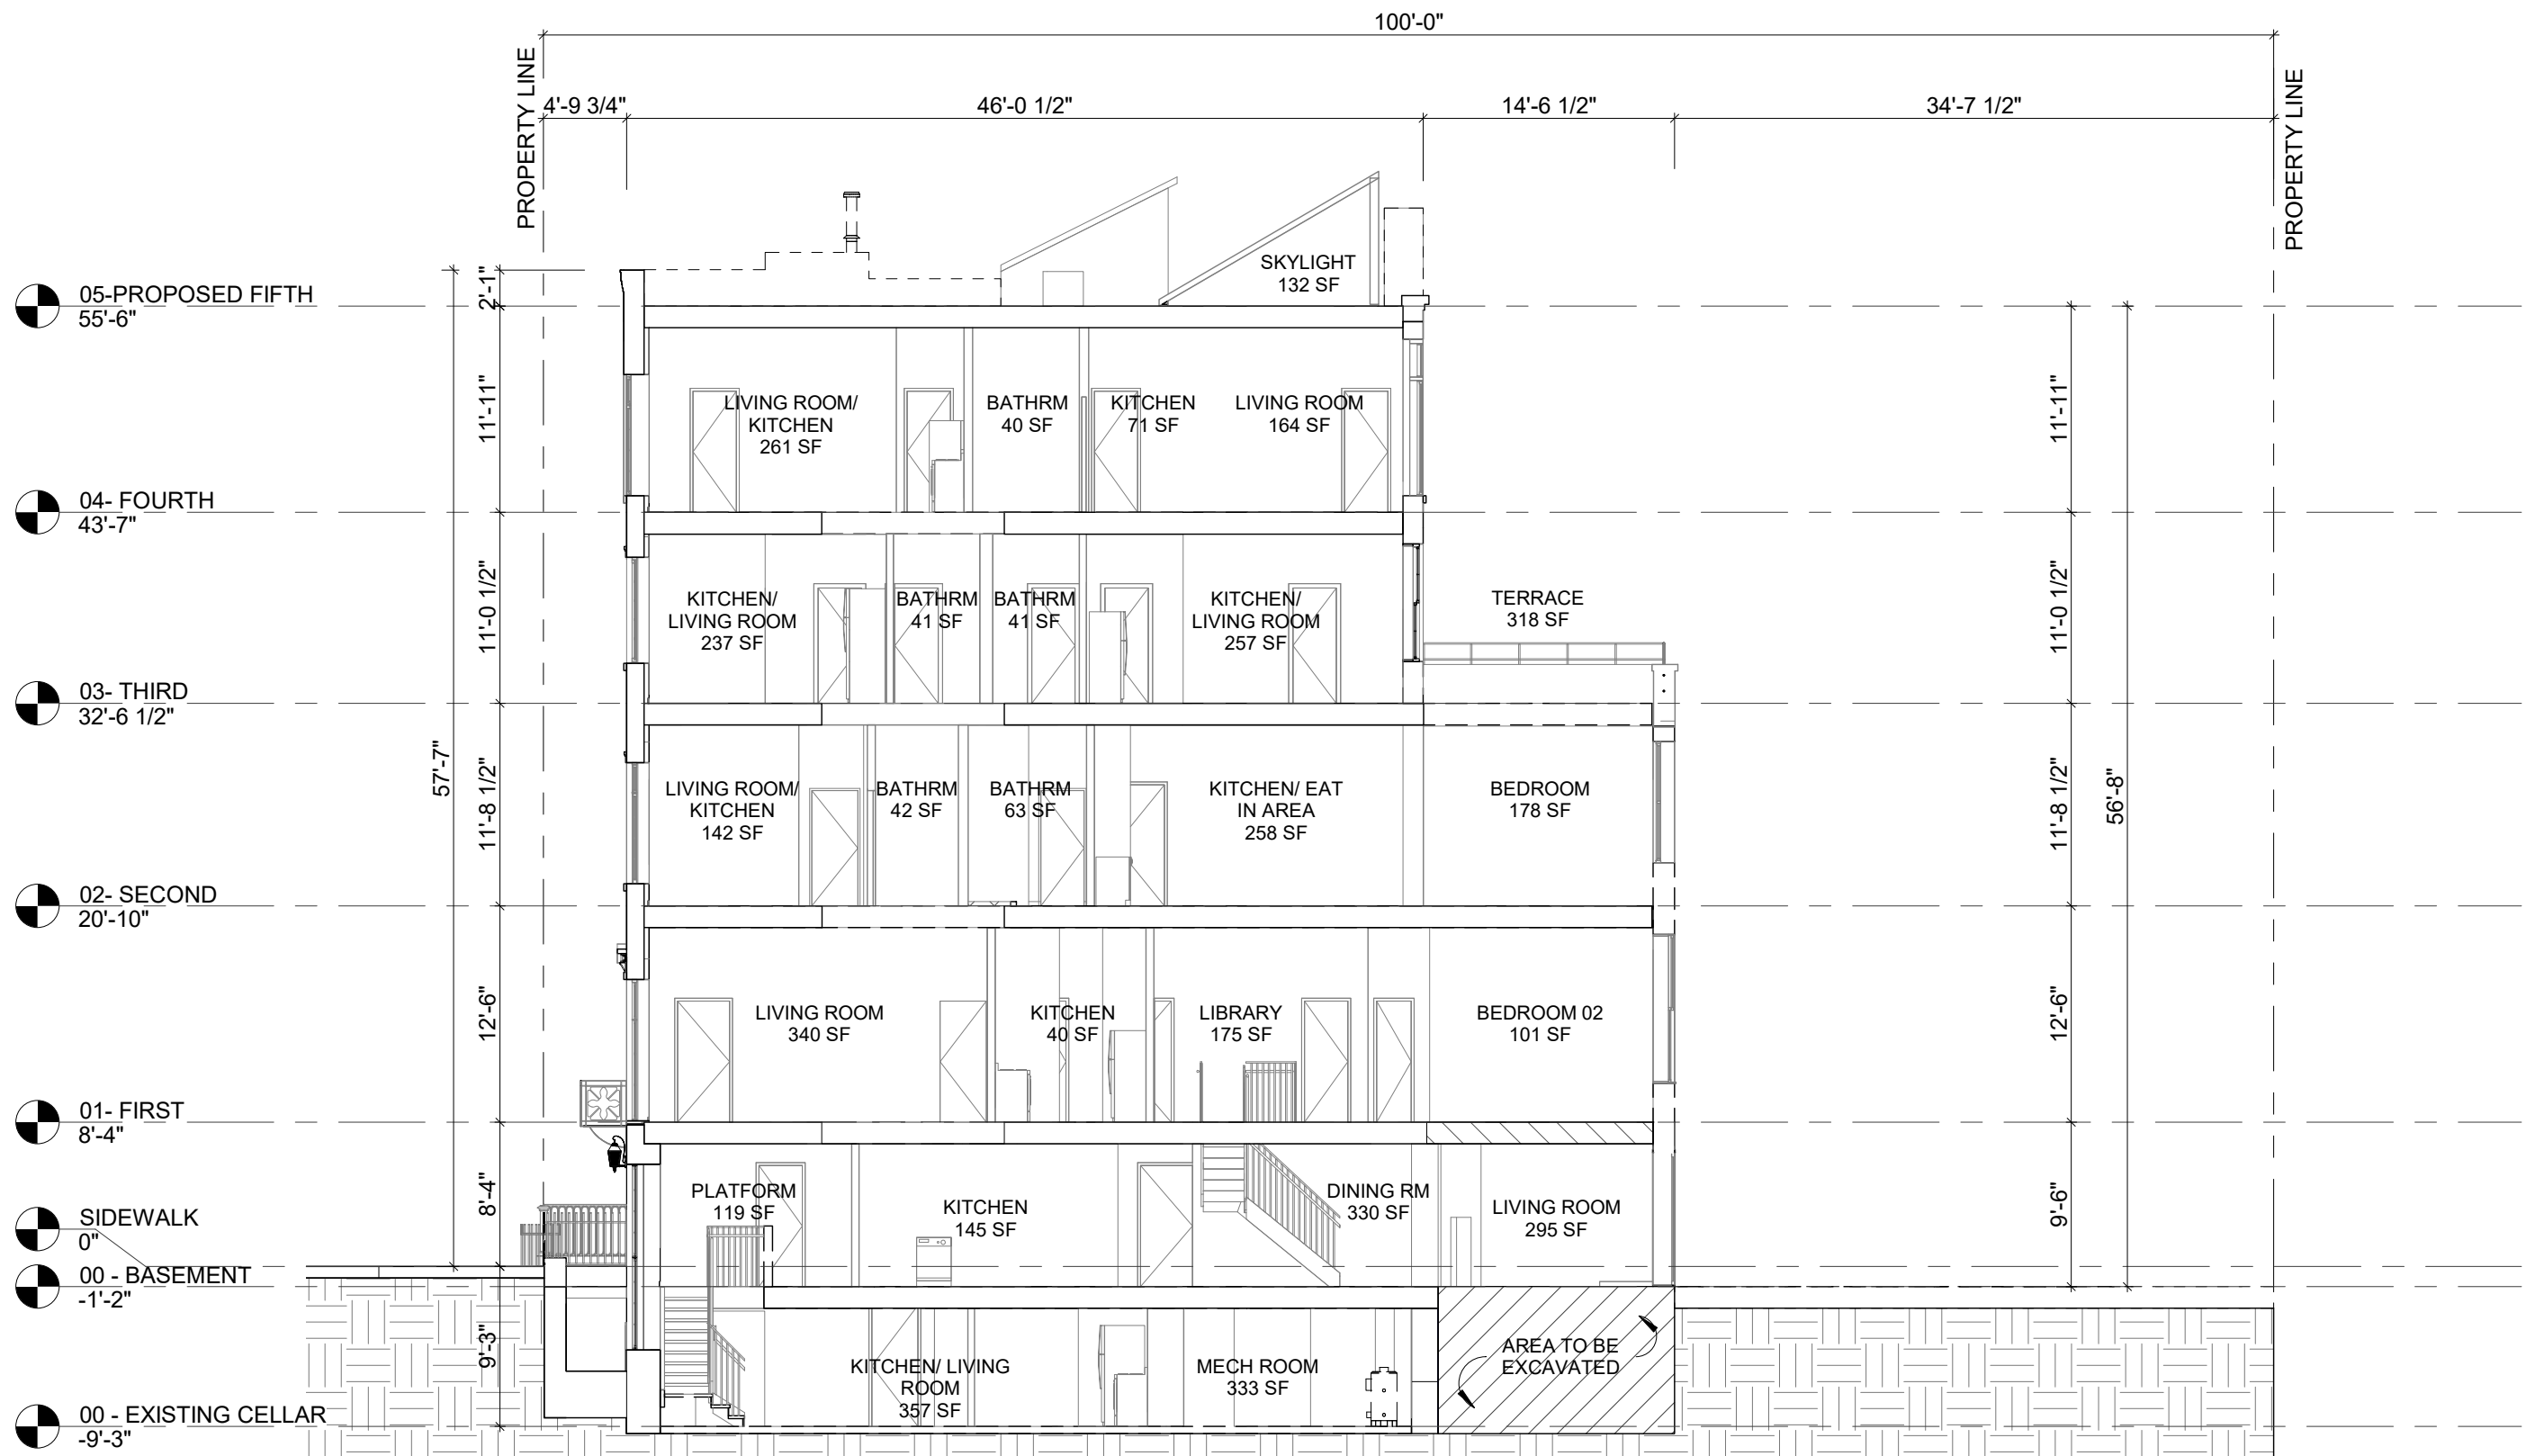 100'-0"
PROPERTY LINE
4'-9 3/4"
46'-0 1/2"
14'-6 1/2"
34'-7 1/2"
PROPERTY LINE
SKYLIGHT
132 SF
05-PROPOSED FIFTH
55'-6"
2'-1"
11'-11"
LIVING ROOM/
KITCHEN
261 SF
BATHRM
40 SF
KITCHEN
71 SF
LIVING ROOM
164 SF
11'-11"
04- FOURTH
43'-7"
11'-0 1/2"
KITCHEN/
LIVING ROOM
237 SF
BATHRM
41 SF
BATHRM
41 SF
KITCHEN/
LIVING ROOM
257 SF
TERRACE
318 SF
11'-0 1/2"
03- THIRD
32'-6 1/2"
57'-7"
11'-8 1/2"
LIVING ROOM/
KITCHEN
142 SF
BATHRM
42 SF
BATHRM
63 SF
KITCHEN/ EAT
IN AREA
258 SF
BEDROOM
178 SF
11'-8 1/2"
56'-8"
02- SECOND
20'-10"
12'-6"
LIVING ROOM
340 SF
KITCHEN
40 SF
LIBRARY
175 SF
BEDROOM 02
101 SF
12'-6"
01- FIRST
8'-4"
8'-4"
PLATFORM
119 SF
KITCHEN
145 SF
DINING RM
330 SF
LIVING ROOM
295 SF
9'-6"
SIDEWALK
0"
00 - BASEMENT
-1'-2"
9'-3"
KITCHEN/ LIVING
ROOM
357 SF
MECH ROOM
333 SF
AREA TO BE
EXCAVATED
00 - EXISTING CELLAR
-9'-3"